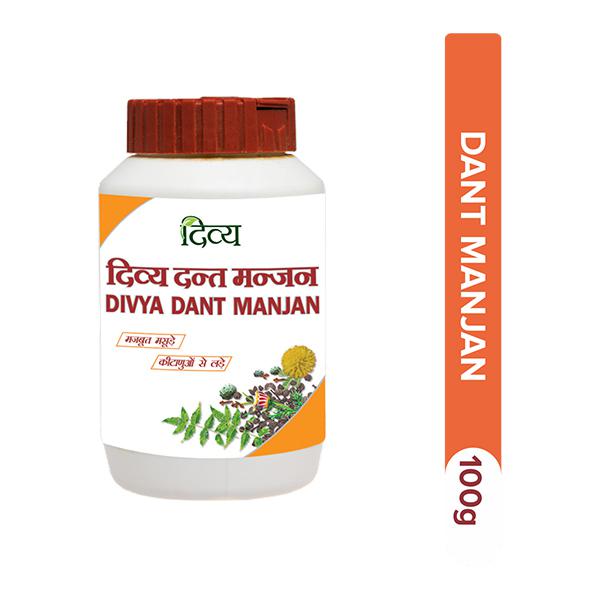 दिव्य
दिव्य दन्त मन्जन
DIVYA DANT MANJAN
मजबूत मसूड़े
कीटाणुओं से लड़े
DANT MANJAN
100g